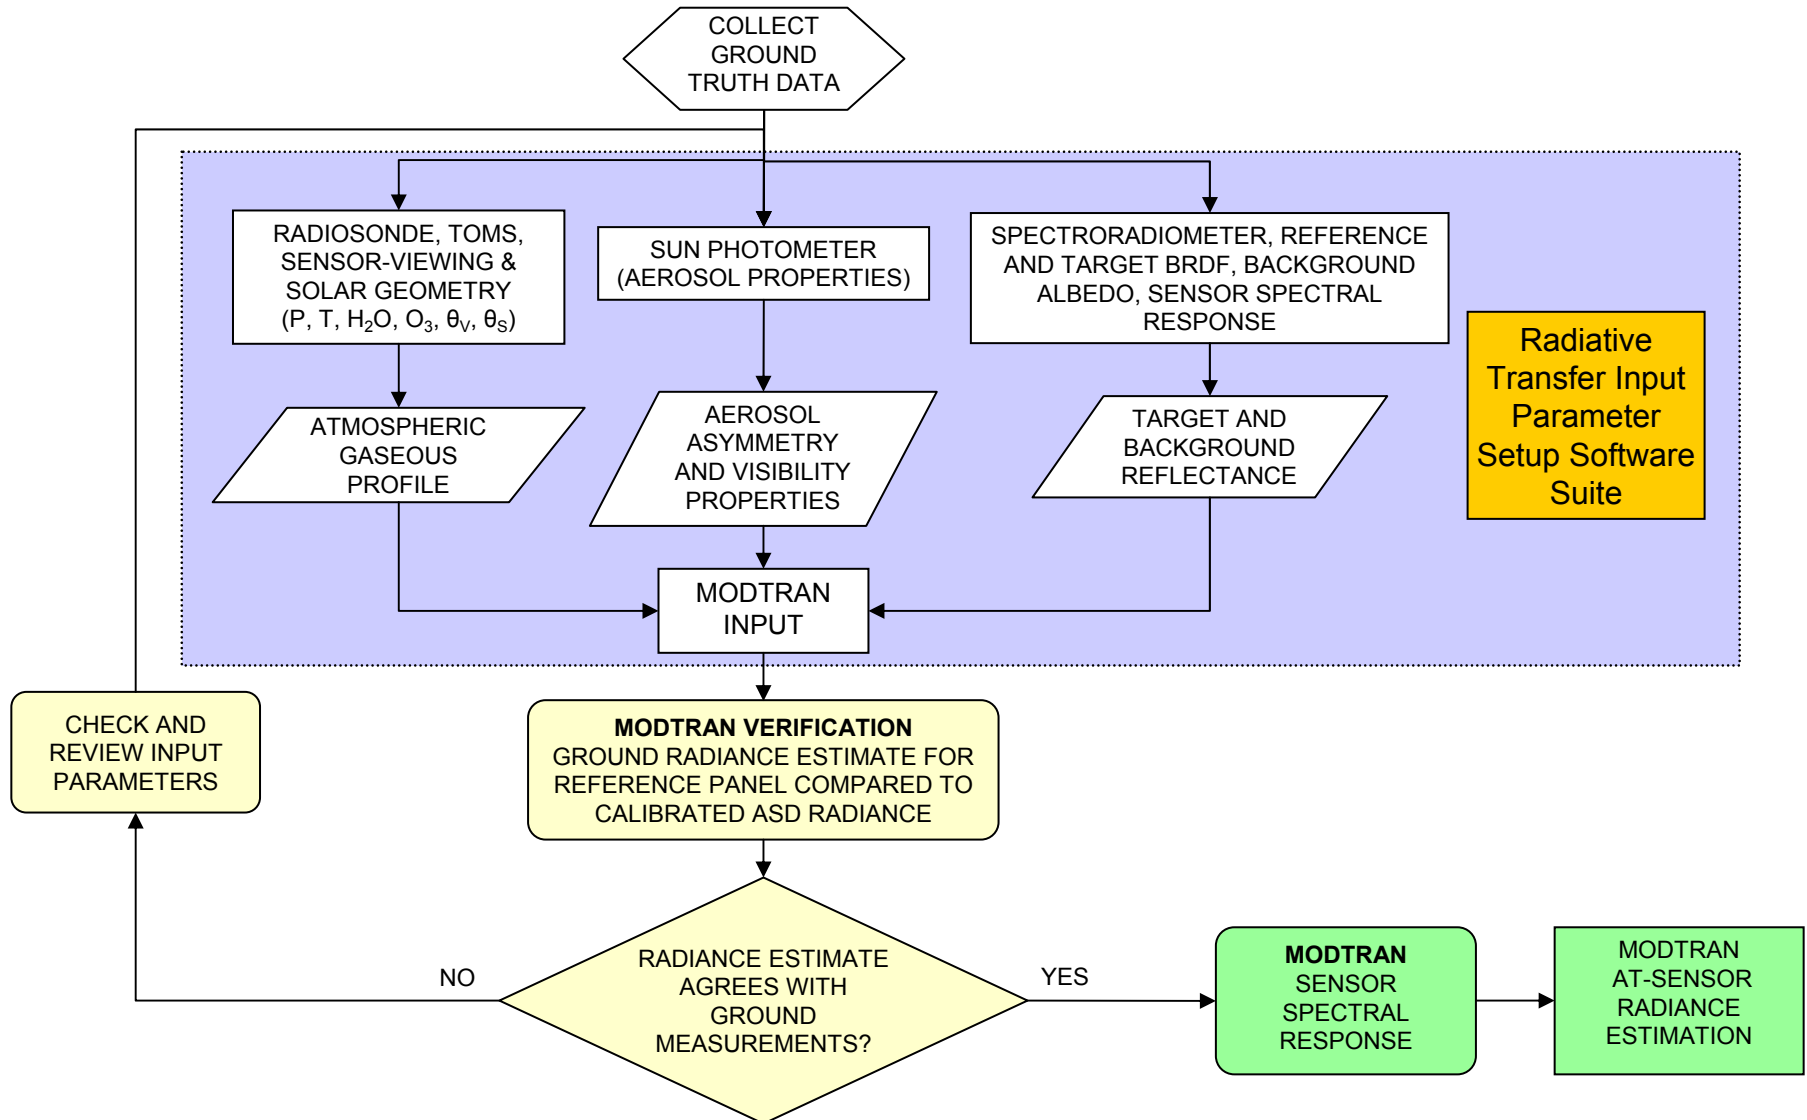 COLLECT
GROUND
TRUTH DATA
RADIOSONDE, TOMS,
SENSOR-VIEWING &
SOLAR GEOMETRY
(P, T, H₂O, O₃, θV, θS)
SUN PHOTOMETER
(AEROSOL PROPERTIES)
SPECTRORADIOMETER, REFERENCE
AND TARGET BRDF, BACKGROUND
ALBEDO, SENSOR SPECTRAL
RESPONSE
Radiative
Transfer Input
Parameter
Setup Software
Suite
ATMOSPHERIC
GASEOUS
PROFILE
AEROSOL
ASYMMETRY
AND VISIBILITY
PROPERTIES
TARGET AND
BACKGROUND
REFLECTANCE
MODTRAN
INPUT
CHECK AND
REVIEW INPUT
PARAMETERS
MODTRAN VERIFICATION
GROUND RADIANCE ESTIMATE FOR
REFERENCE PANEL COMPARED TO
CALIBRATED ASD RADIANCE
NO
RADIANCE ESTIMATE
AGREES WITH
GROUND
MEASUREMENTS?
YES
MODTRAN
SENSOR
SPECTRAL
RESPONSE
MODTRAN
AT-SENSOR
RADIANCE
ESTIMATION